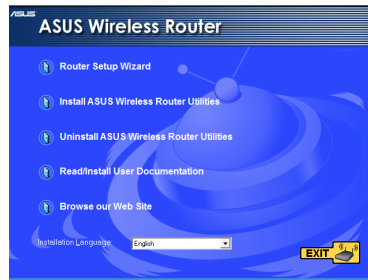 ASUS
ASUS Wireless Router
Router Setup Wizard
Install ASUS Wireless Router Utilities
Uninstall ASUS Wireless Router Utilities
Read/Install User Documentation
Browse our Web Site
Installation Language: English
EXIT